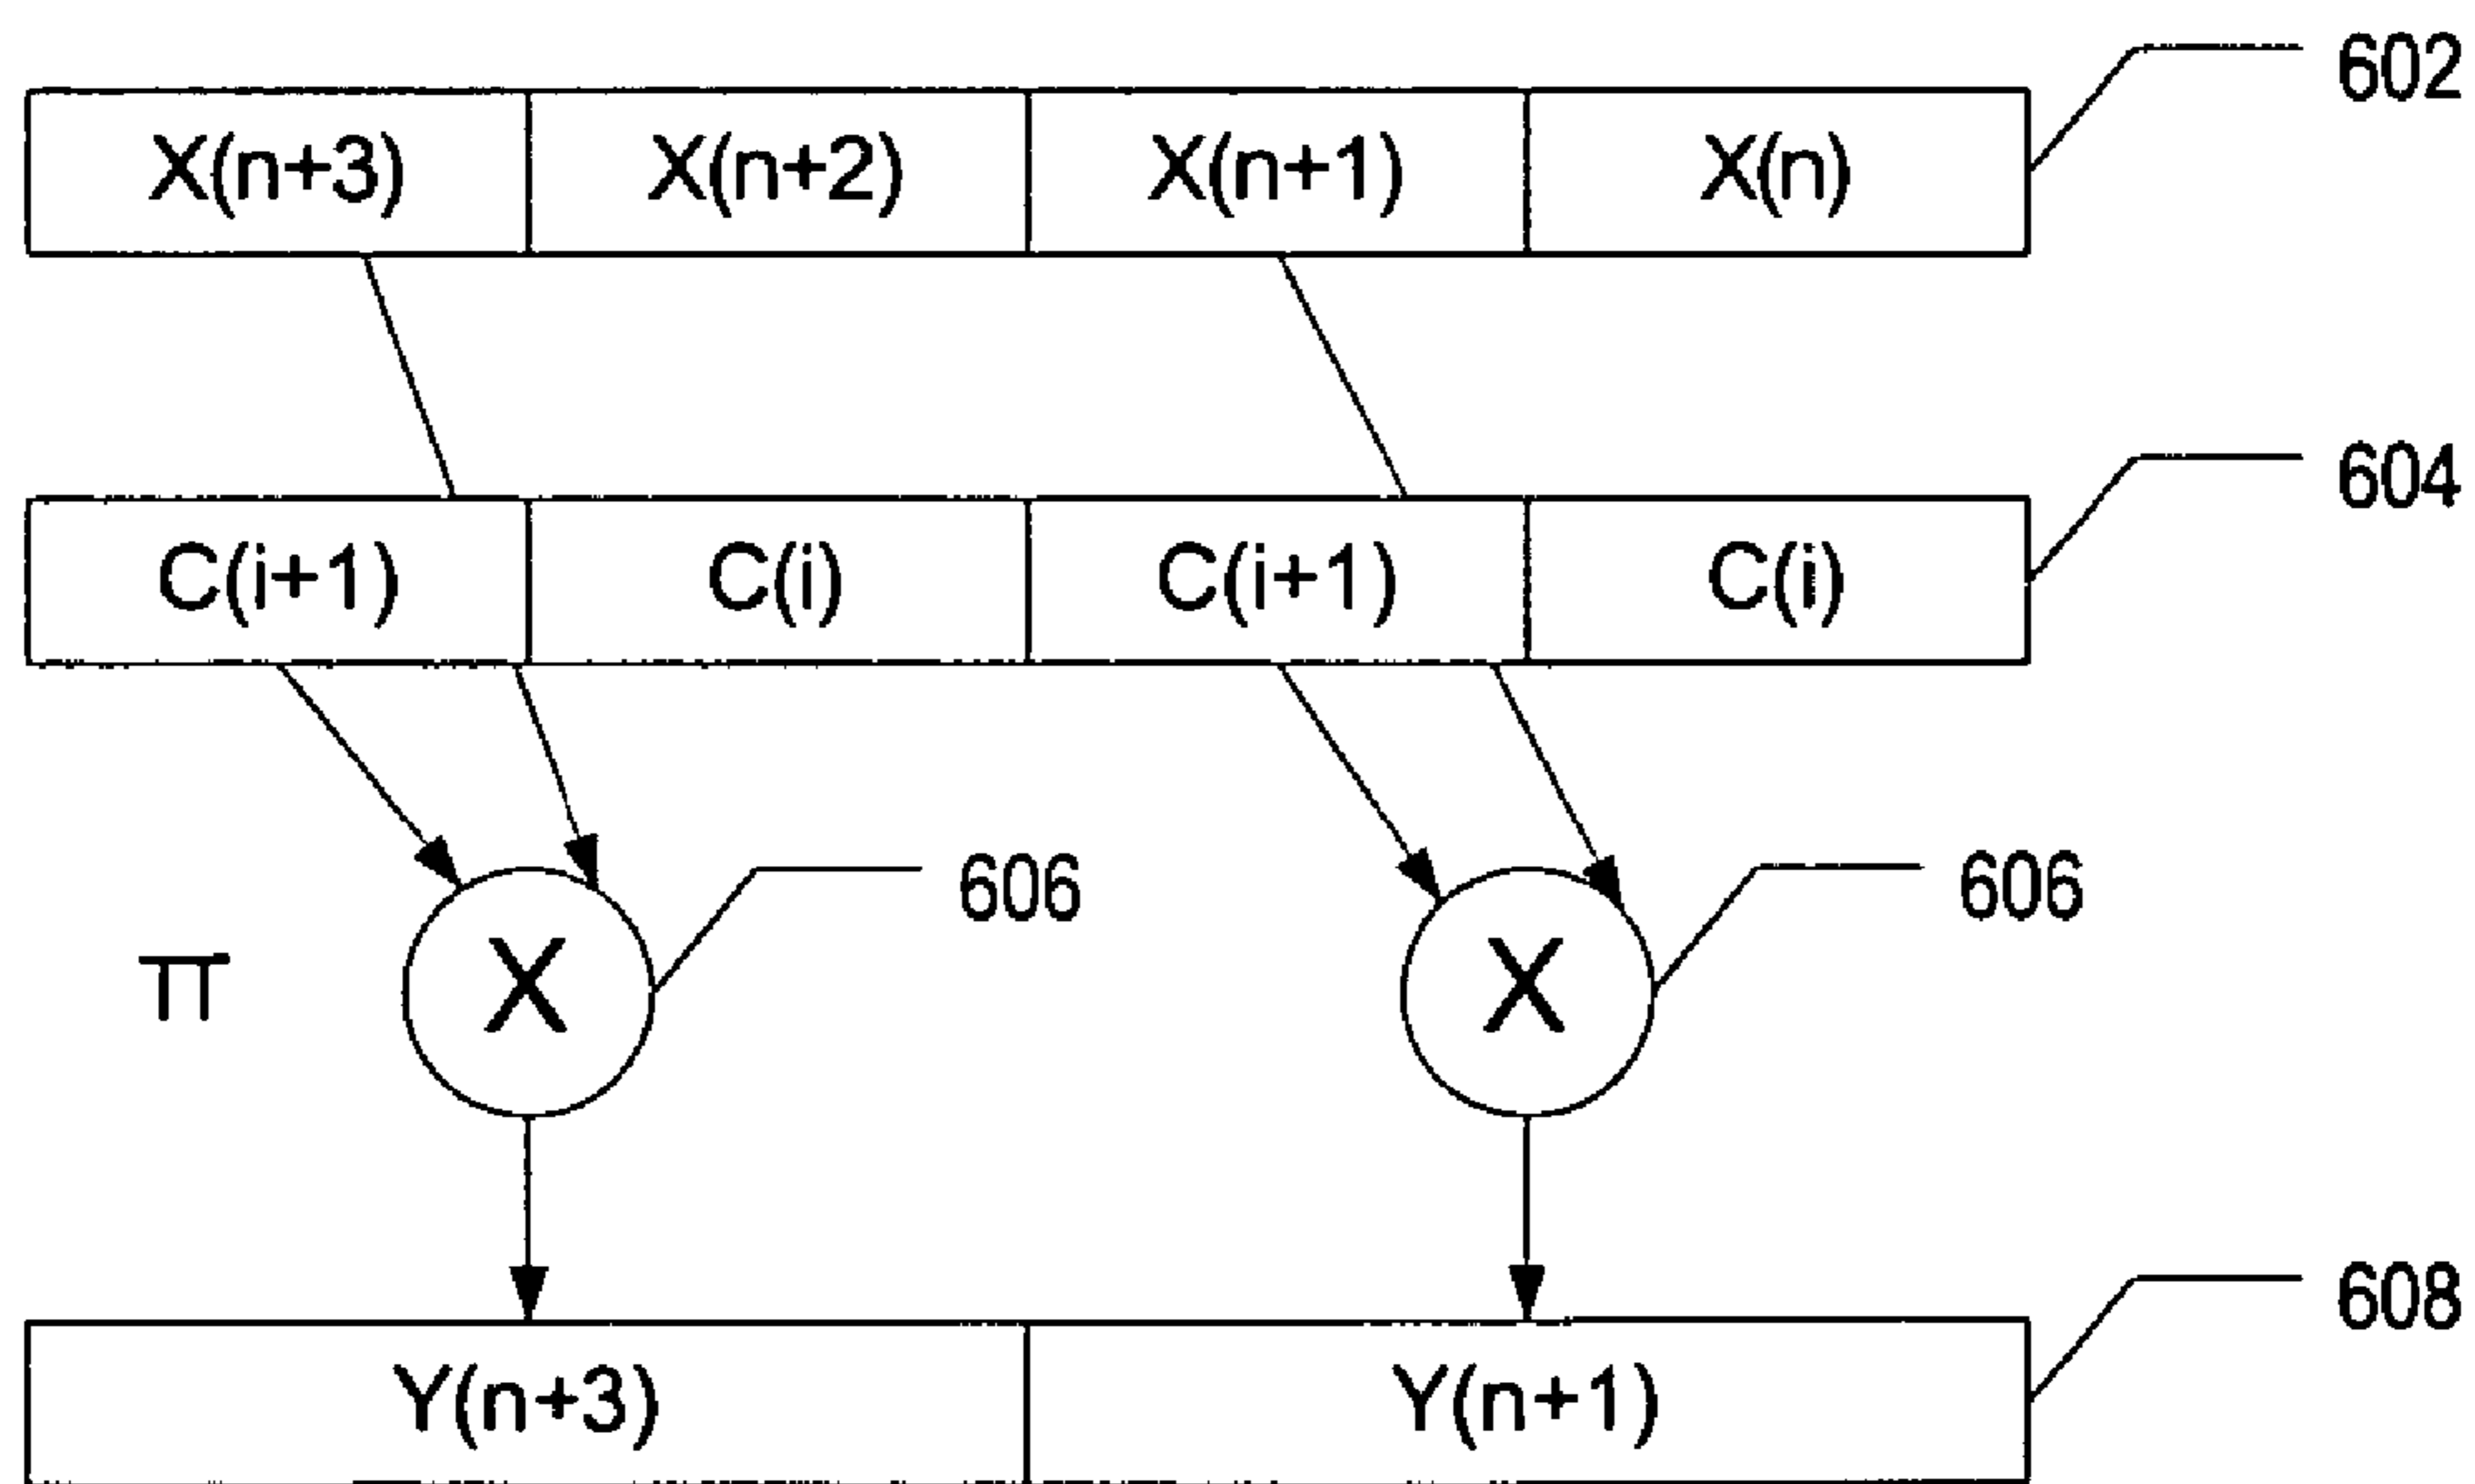 602
X(n+3) X(n+2) X(n+1) X(n)
604
C(i+1) C(i) C(i+1) C(i)
606 606
TT X X
608
Y(n+3) Y(n+1)